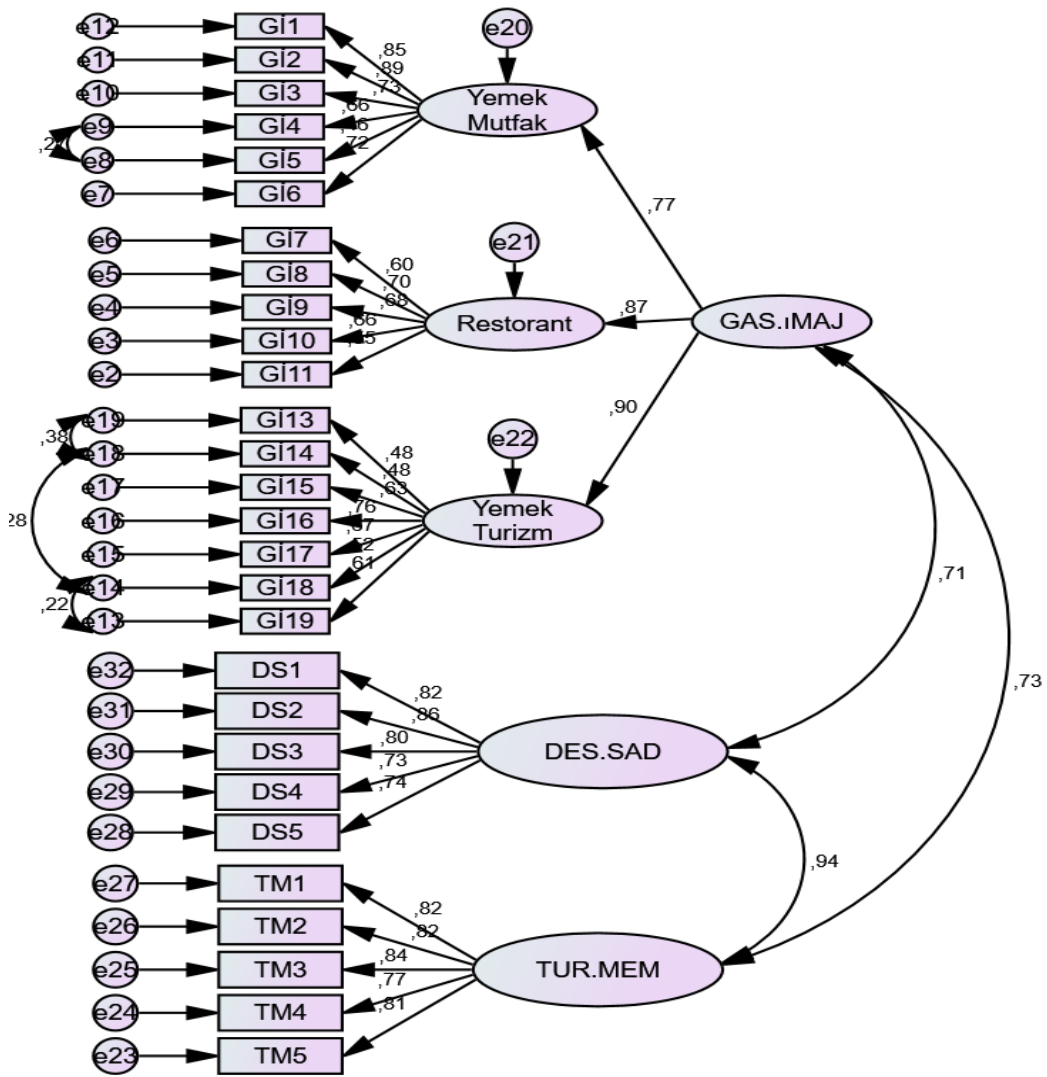 e12 Gİ1
e11 Gİ2
e10 Gİ3
e9 Gİ4
e8 Gİ5
e7 Gİ6
,85
,89
,73
,66
,72
e20
Yemek
Mutfak
,77
e6 Gİ7
e5 Gİ8
e4 Gİ9
e3 Gİ10
e2 Gİ11
,60
,70
,68
,66
e21
Restorant
,87
GAS.ıMAJ
,90
e19 Gİ13
e18 Gİ14
e17 Gİ15
e16 Gİ16
e15 Gİ17
e14 Gİ18
e13 Gİ19
,38
28
,22
,48
,48
,63
,76
,52
,61
e22
Yemek
Turizm
,71
,73
e32 DS1
e31 DS2
e30 DS3
e29 DS4
e28 DS5
,82
,86
,80
,73
,74
DES.SAD
,94
e27 TM1
e26 TM2
e25 TM3
e24 TM4
e23 TM5
,82
,82
,84
,77
,81
TUR.MEM